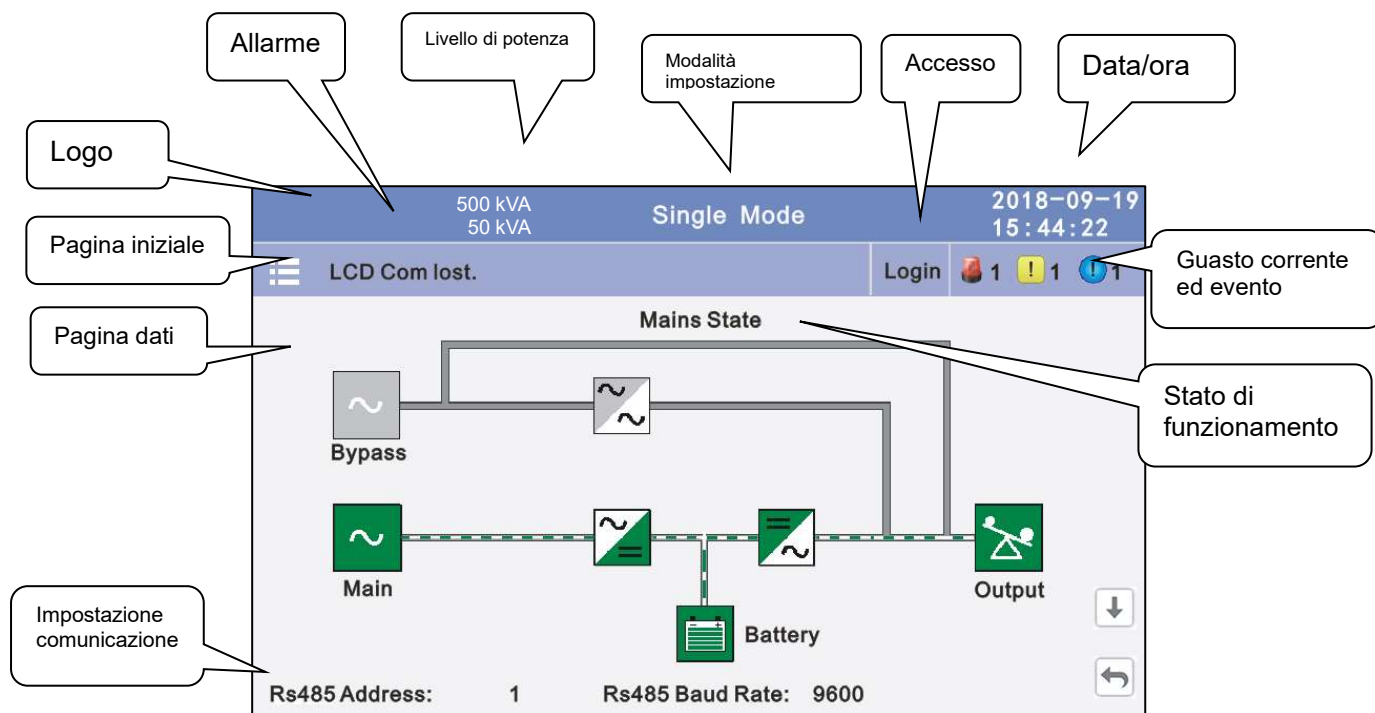 Allarme
Livello di potenza
Modalità
impostazione
Accesso
Data/ora
Logo
500 kVA
50 kVA
Single Mode
2018-09-19
15:44:22
Pagina iniziale
LCD Com lost.
Login
1
! 1
! 1
Guasto corrente
ed evento
Pagina dati
Mains State
Stato di
funzionamento
Bypass
Main
Output
Impostazione
comunicazione
Battery
Rs485 Address: 1 Rs485 Baud Rate: 9600